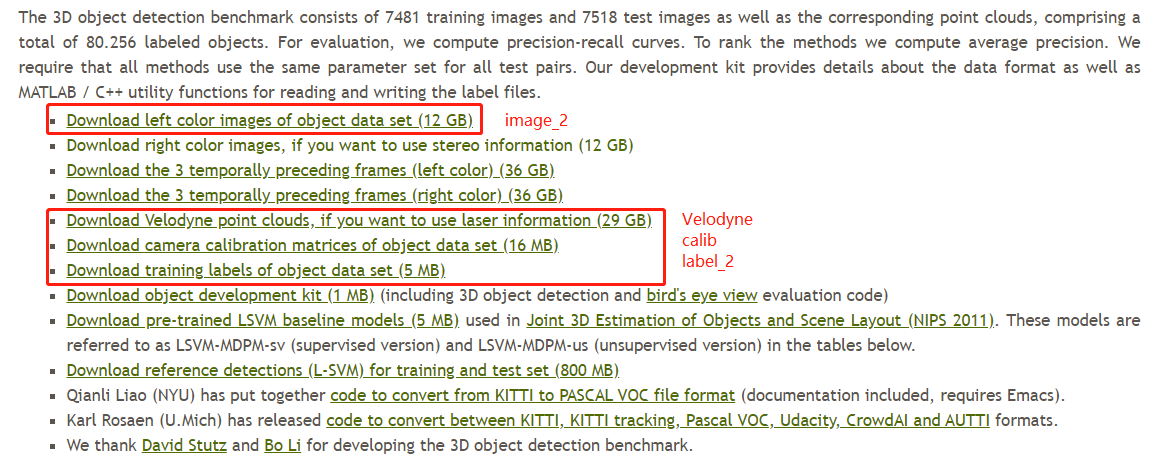 The 3D object detection benchmark consists of 7481 training images and 7518 test images as well as the corresponding point clouds, comprising a
total of 80.256 labeled objects. For evaluation, we compute precision-recall curves. To rank the methods we compute average precision. We
require that all methods use the same parameter set for all test pairs. Our development kit provides details about the data format as well as
MATLAB / C++ utility functions for reading and writing the label files.
Download left color images of object data set (12 GB) image_2
Download right color images, if you want to use stereo information (12 GB)
Download the 3 temporally preceding frames (left color) (36 GB)
Download the 3 temporally preceding frames (right color) (36 GB)
Download Velodyne point clouds, if you want to use laser information (29 GB) Velodyne
Download camera calibration matrices of object data set (16 MB) calib
Download training labels of object data set (5 MB) label_2
Download object development kit (1 MB) (including 3D object detection and bird's eye view evaluation code)
Download pre-trained LSVM baseline models (5 MB) used in Joint 3D Estimation of Objects and Scene Layout (NIPS 2011). These models are
referred to as LSVM-MDPM-sv (supervised version) and LSVM-MDPM-us (unsupervised version) in the tables below.
Download reference detections (L-SVM) for training and test set (800 MB)
Qianli Liao (NYU) has put together code to convert from KITTI to PASCAL VOC file format (documentation included, requires Emacs).
Karl Rosaen (U.Mich) has released code to convert between KITTI, KITTI tracking, Pascal VOC, Udacity, CrowdAI and AUTTI formats.
We thank David Stutz and Bo Li for developing the 3D object detection benchmark.